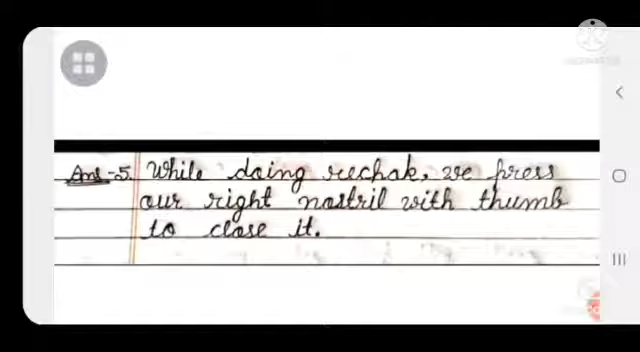 Ans-5. While doing rechak, we press
our right nostril with thumb
to close it.